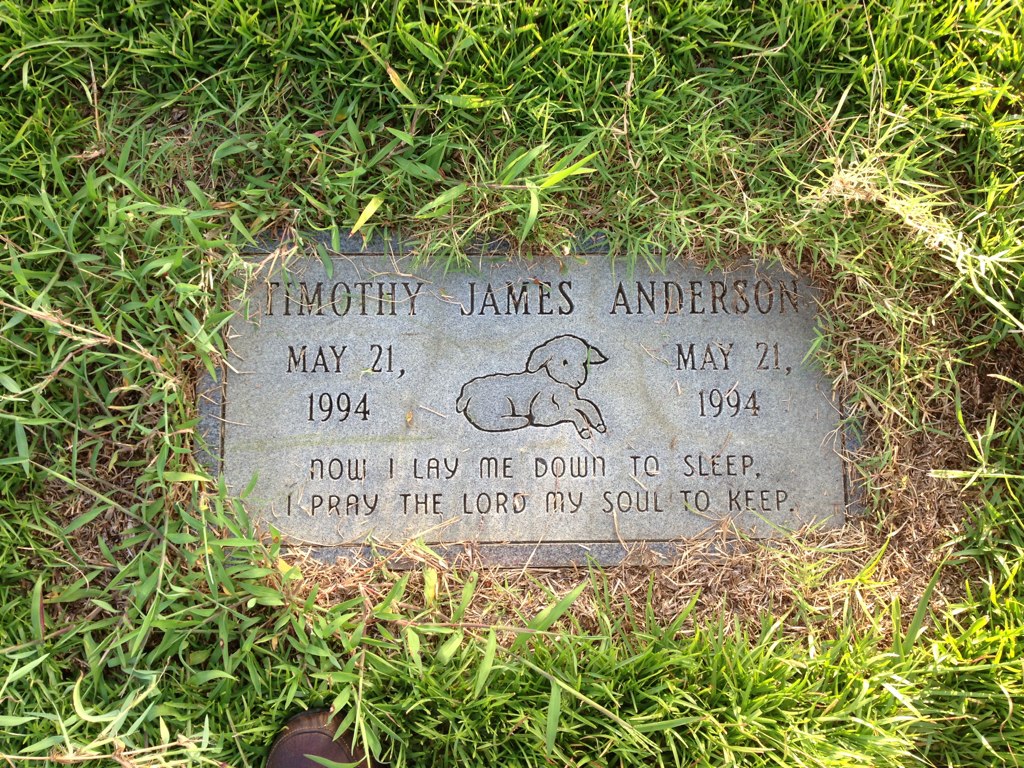 TIMOTHY JAMES ANDERSON
MAY 21, MAY 21,
1994 1994
NOW I LAY ME DOWN TO SLEEP,
I PRAY THE LORD MY SOUL TO KEEP.